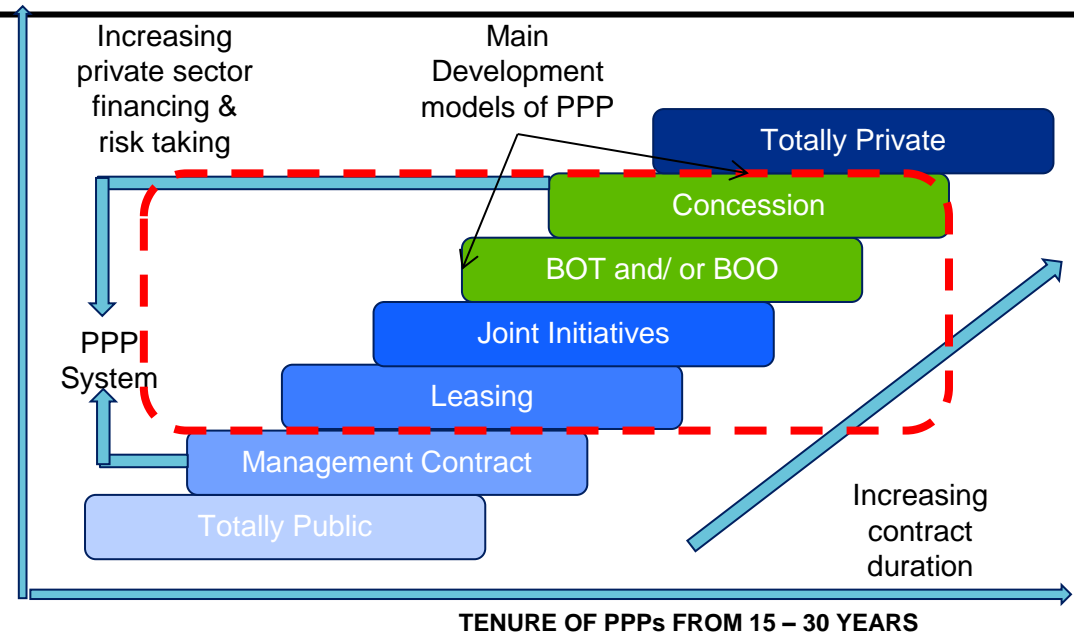 Increasing
private sector
financing &
risk taking
Main
Development
models of PPP
Totally Private
Concession
BOT and/ or BOO
Joint Initiatives
PPP
System
Leasing
Management Contract
Totally Public
Increasing
contract
duration
TENURE OF PPPs FROM 15 – 30 YEARS